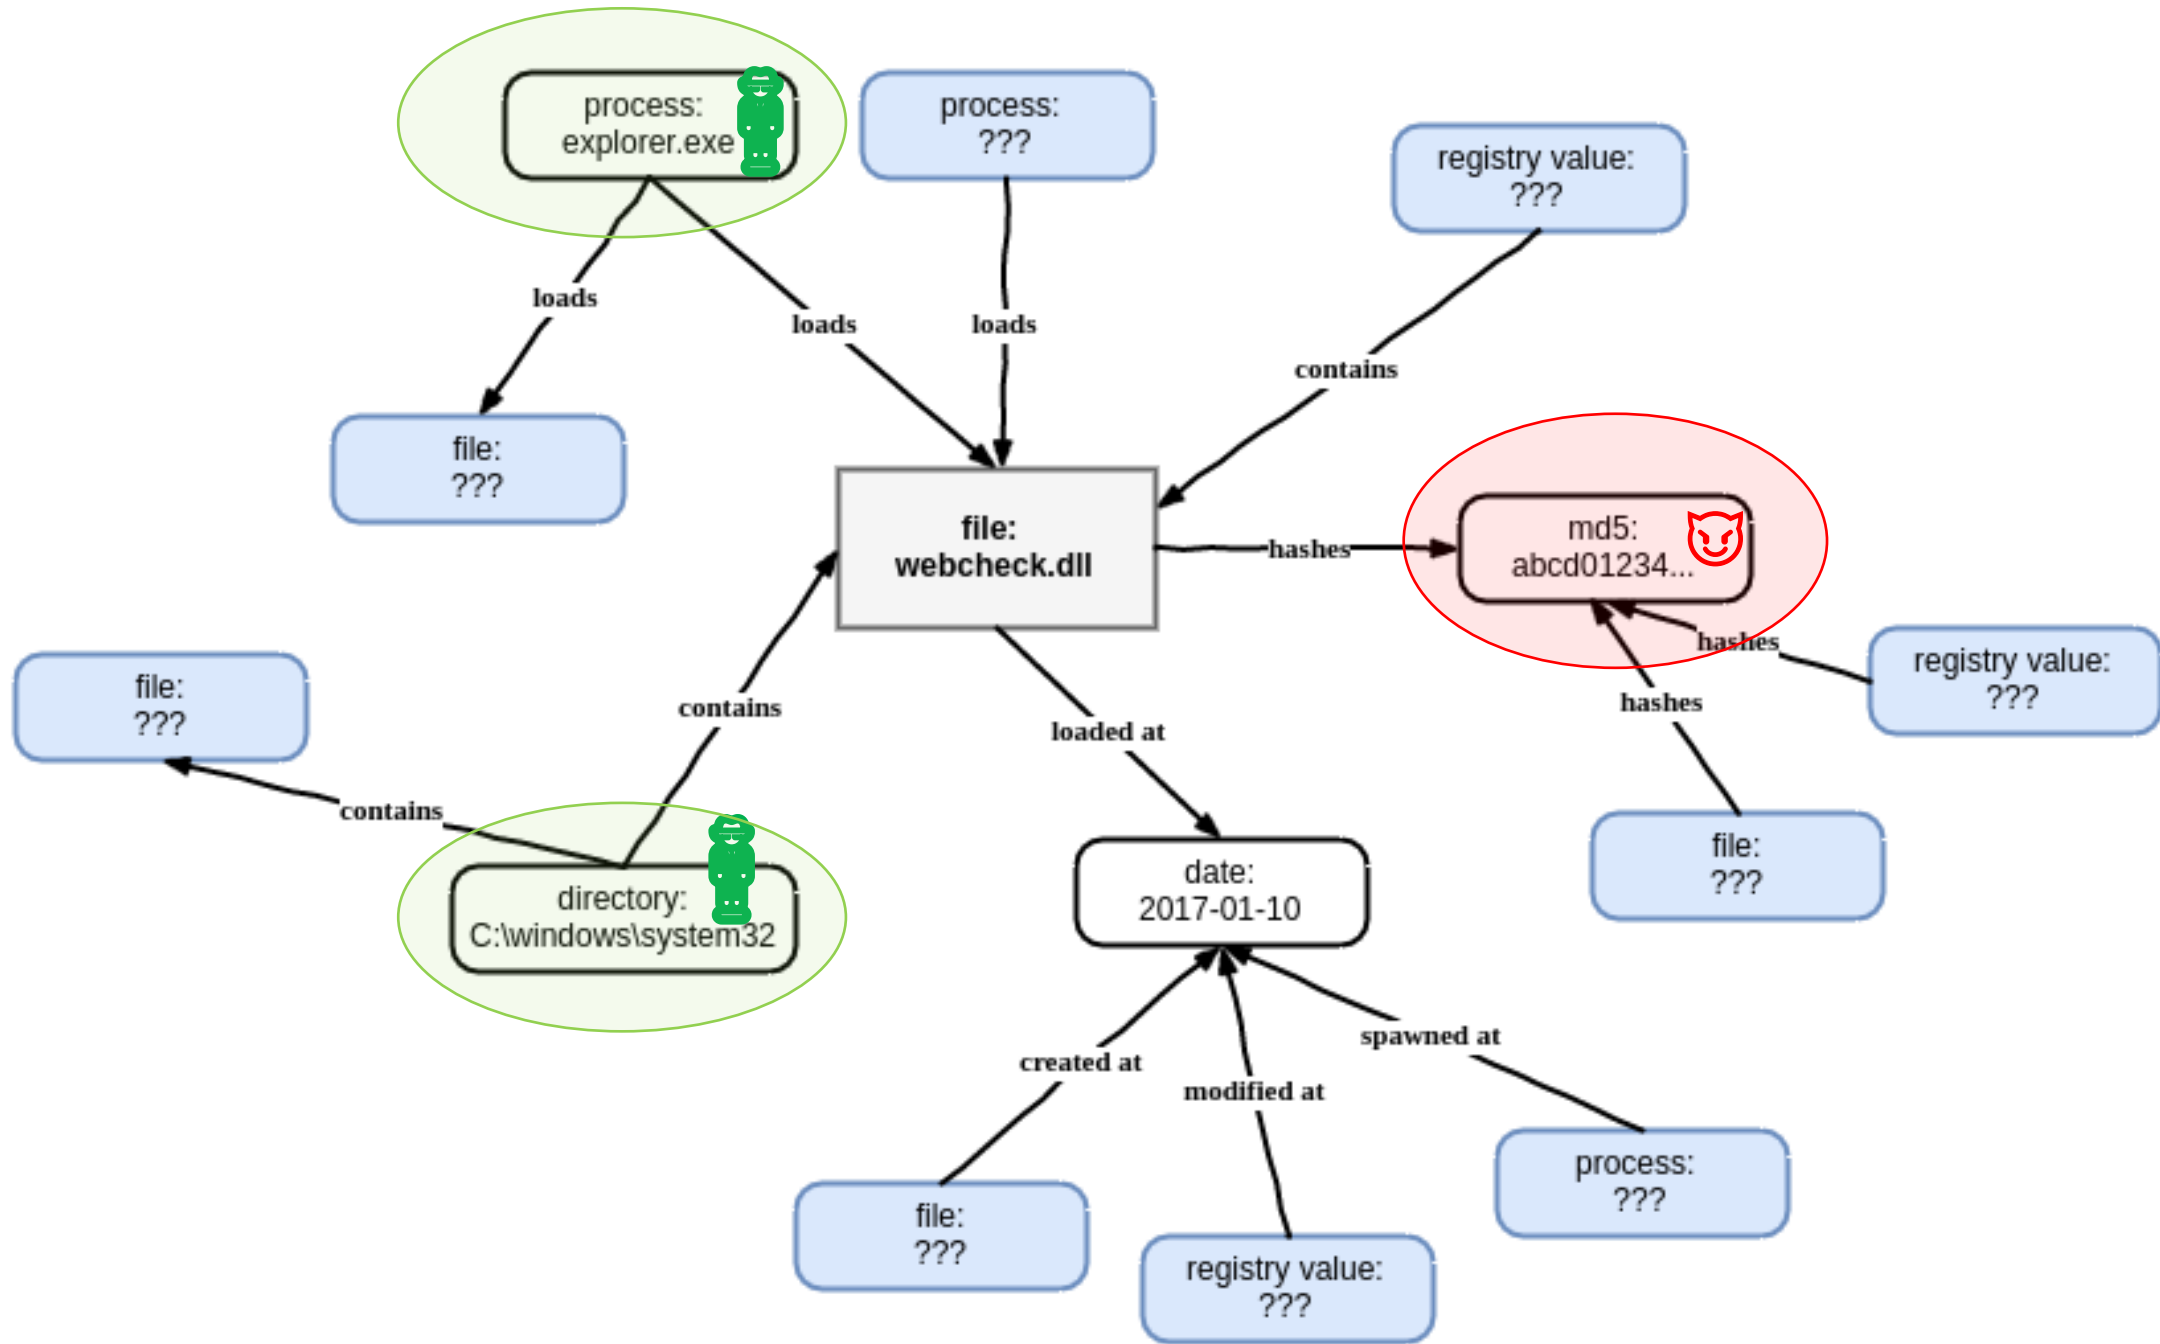 process:
explorer.exe
process:
???
registry value:
???
loads
loads
loads
contains
file:
???
file:
webcheck.dll
hashes
md5:
abcd01234...
hashes
registry value:
???
file:
???
contains
hashes
loaded at
contains
directory:
C:\windows\system32
date:
2017-01-10
file:
???
created at
modified at
spawned at
process:
???
file:
???
registry value:
???